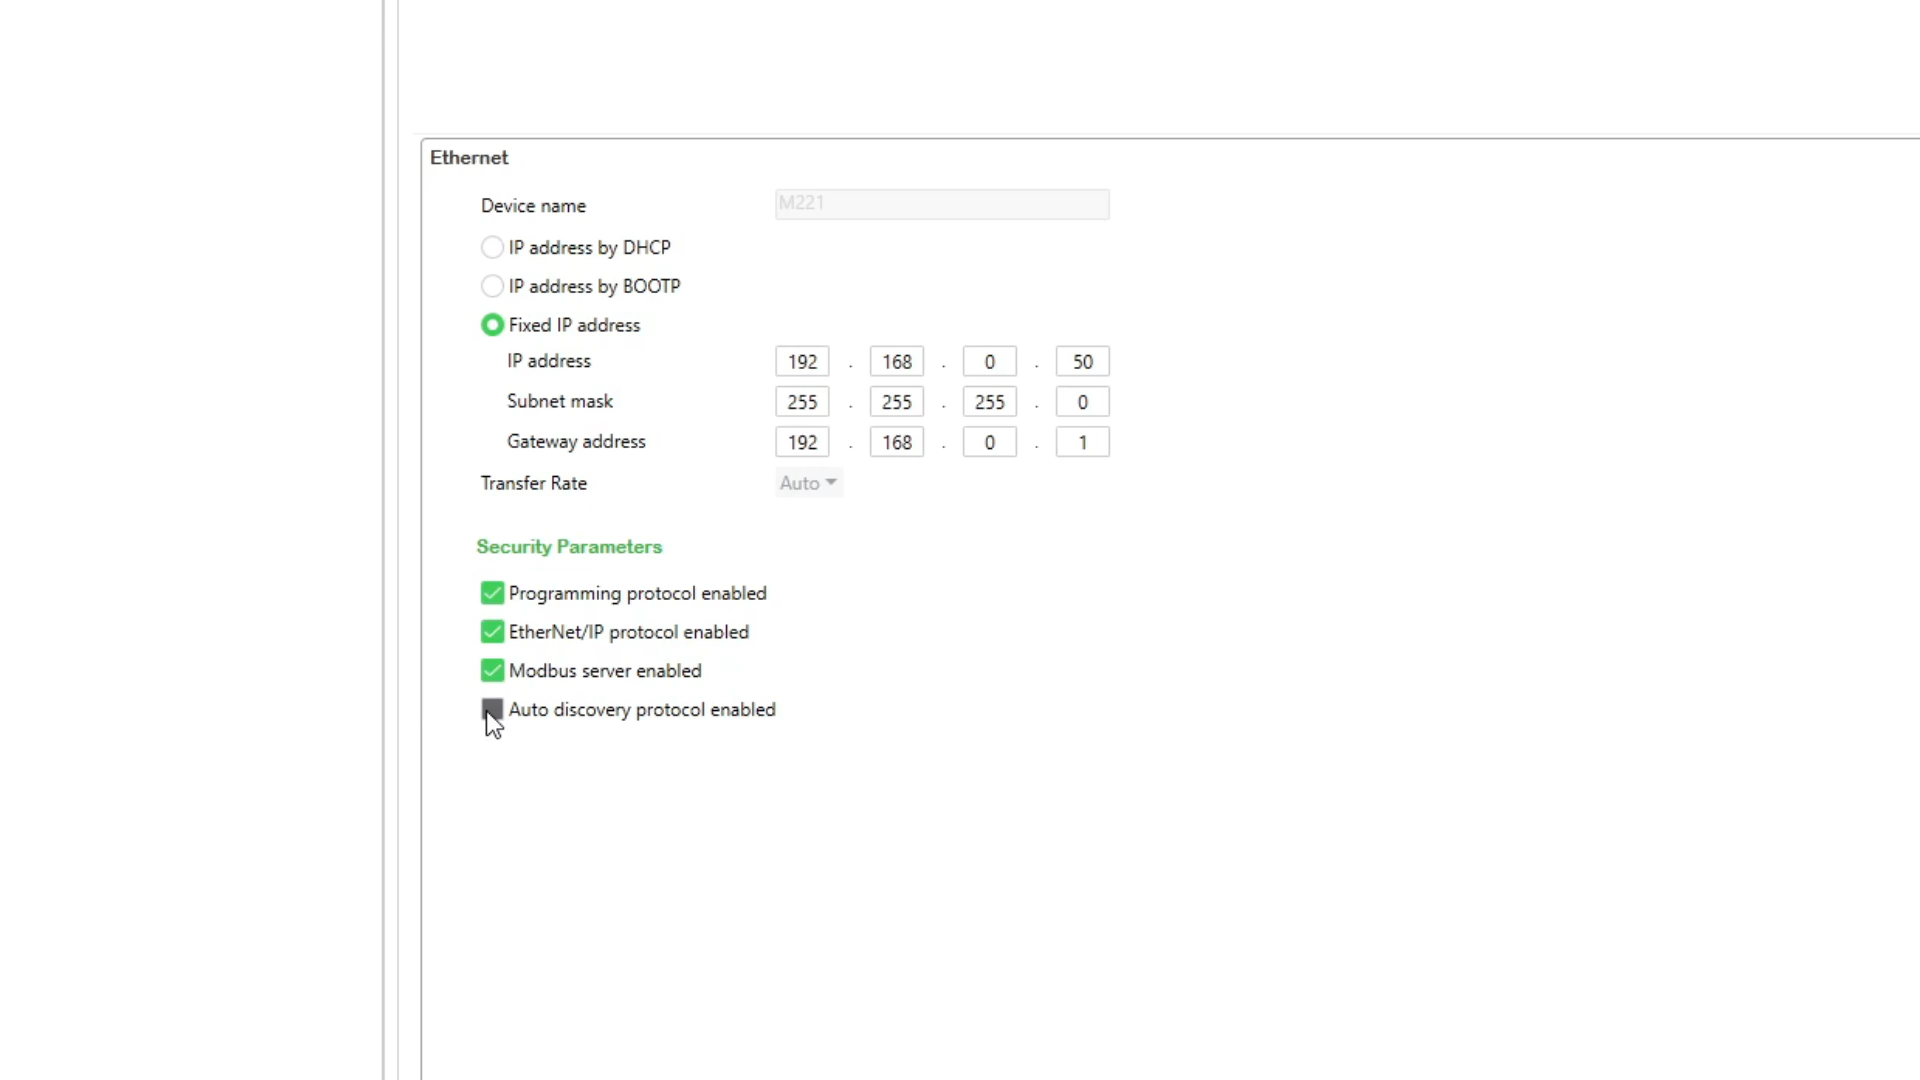 Ethernet
Device name M221
IP address by DHCP
IP address by BOOTP
Fixed IP address
IP address 192 . 168 . 0 . 50
Subnet mask 255 . 255 . 255 . 0
Gateway address 192 . 168 . 0 . 1
Transfer Rate Auto
Security Parameters
Programming protocol enabled
EtherNet/IP protocol enabled
Modbus server enabled
Auto discovery protocol enabled